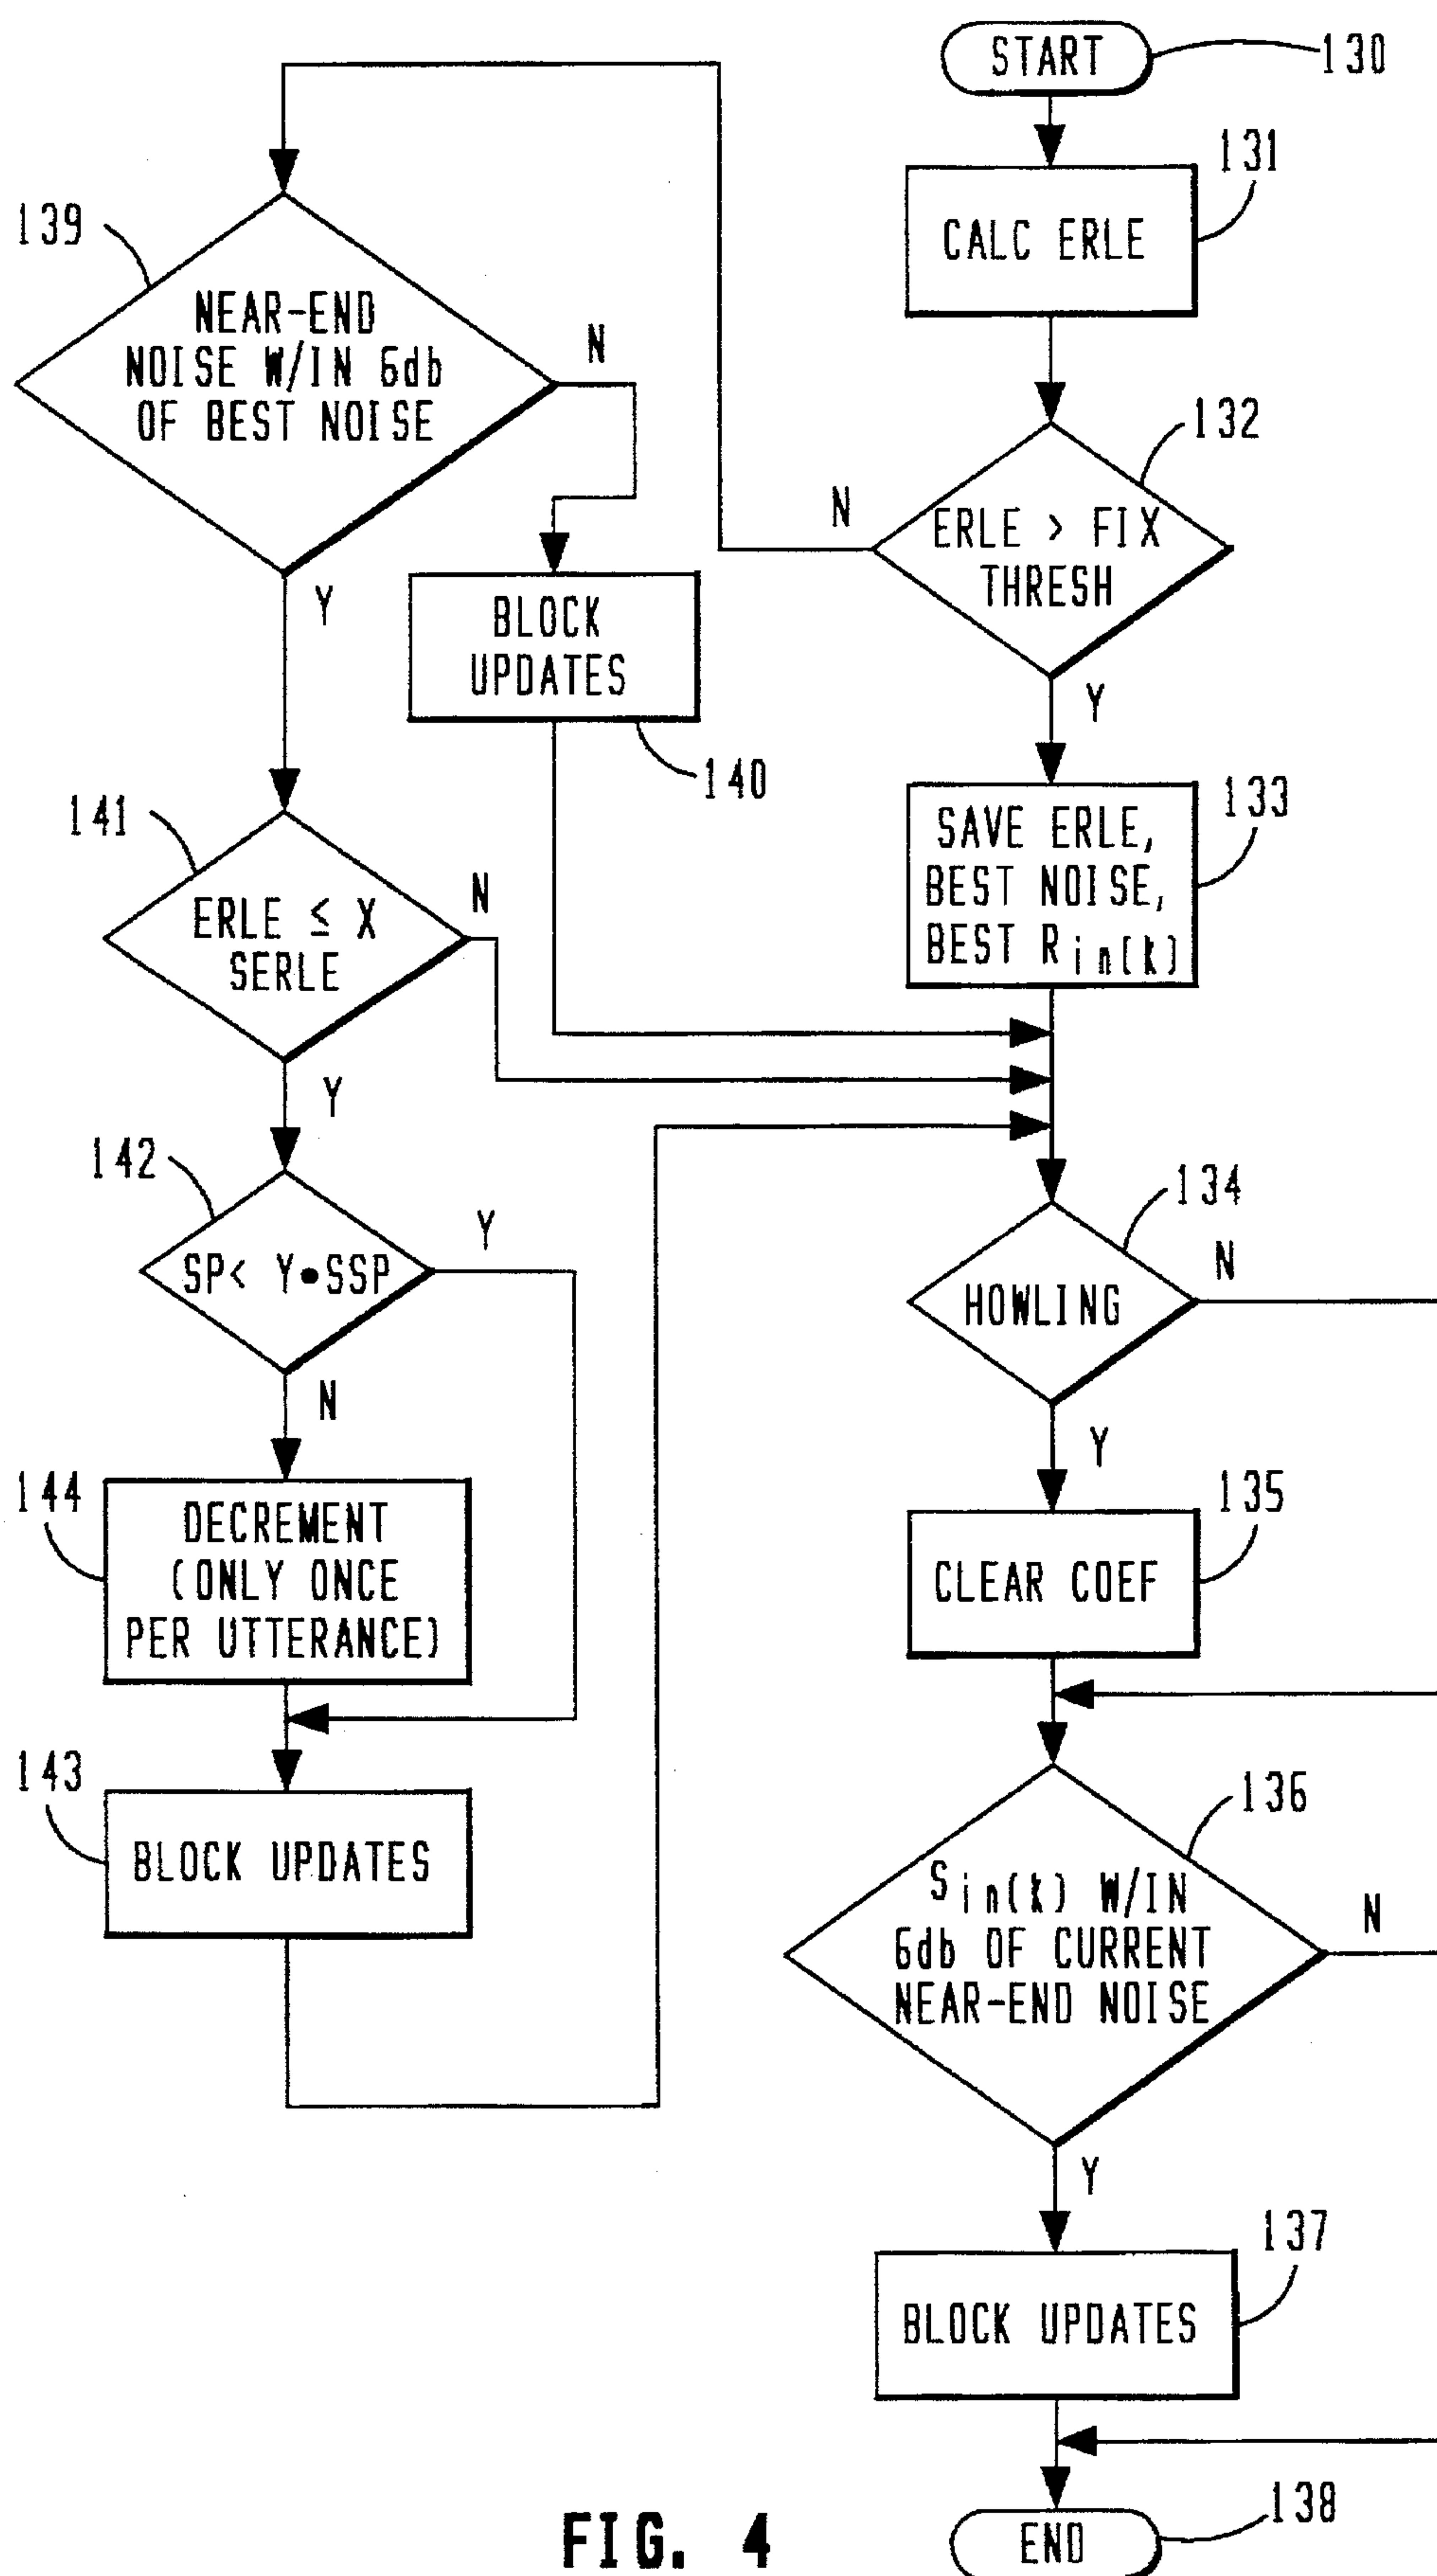 START
130
131
CALC ERLE
132
ERLE > FIX
THRESH
N
Y
133
SAVE ERLE,
BEST NOISE,
BEST R in(k)
139
NEAR-END
NOISE W/IN 6db
OF BEST NOISE
N
Y
BLOCK
UPDATES
140
141
ERLE ≤ X
SERLE
N
Y
142
SP< Y•SSP
Y
N
144
DECREMENT
(ONLY ONCE
PER UTTERANCE)
143
BLOCK UPDATES
134
HOWLING
N
Y
135
CLEAR COEF
136
S in(k) W/IN
6db OF CURRENT
NEAR-END NOISE
N
Y
137
BLOCK UPDATES
138
END
FIG. 4